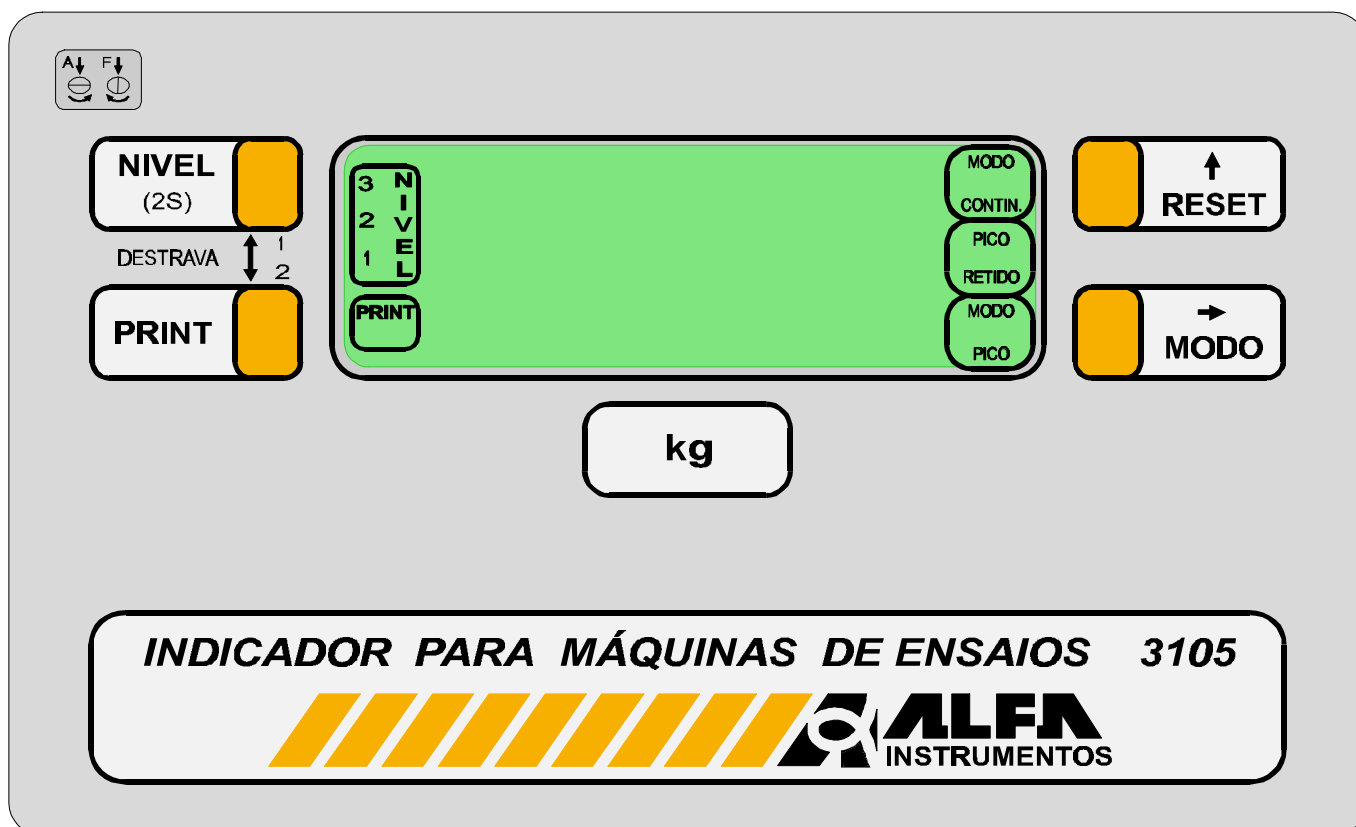 A F
NIVEL
(2S)
DESTRAVA 1
2
PRINT
3
2
1
NIVEL
PRINT
MODO
CONTIN.
PICO
RETIDO
MODO
PICO
RESET
MODO
kg
INDICADOR PARA MÁQUINAS DE ENSAIOS 3105
ALFA
INSTRUMENTOS